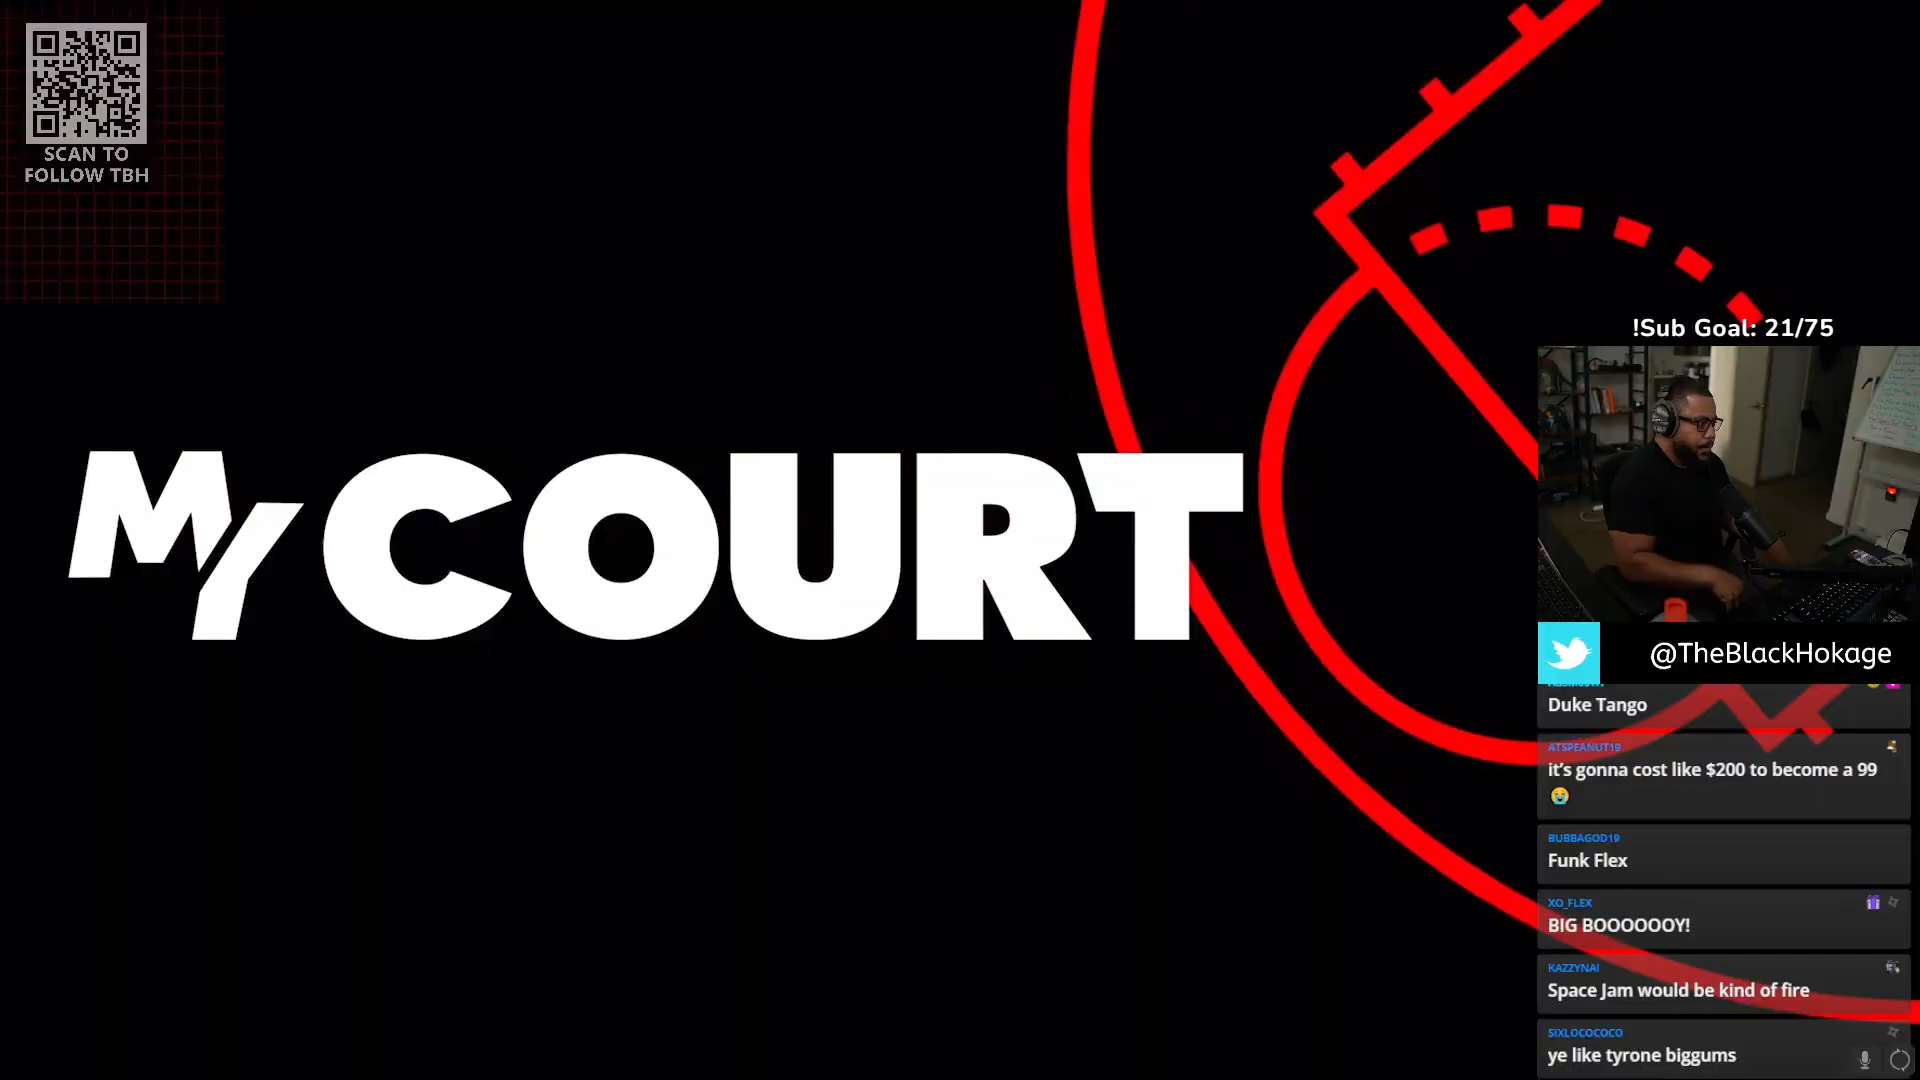 SCAN TO
FOLLOW TBH
MY COURT
!Sub Goal: 21/75
@TheBlackHokage
Duke Tango
ATSPEANUT19
it's gonna cost like $200 to become a 99
😭
BUBBAGOD19
Funk Flex
XO_FLEX
BIG BOOOOOOY!
KAZZYNAI
Space Jam would be kind of fire
SIXLOCOCOCO
ye like tyrone biggums